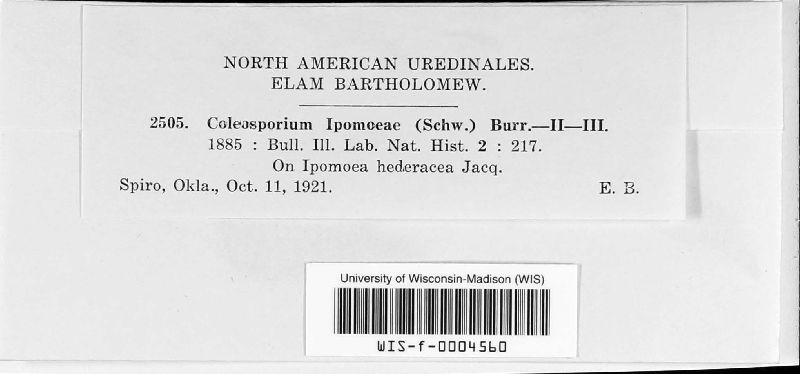 NORTH AMERICAN UREDINALES.
ELAM BARTHOLOMEW.
2505. Coleosporium Ipomoeae (Schw.) Burr.—II—III.
1885 : Bull. Ill. Lab. Nat. Hist. 2 : 217.
On Ipomoea hederacea Jacq.
Spiro, Okla., Oct. 11, 1921. E. B.
University of Wisconsin-Madison (WIS)
WIS-f-0004560